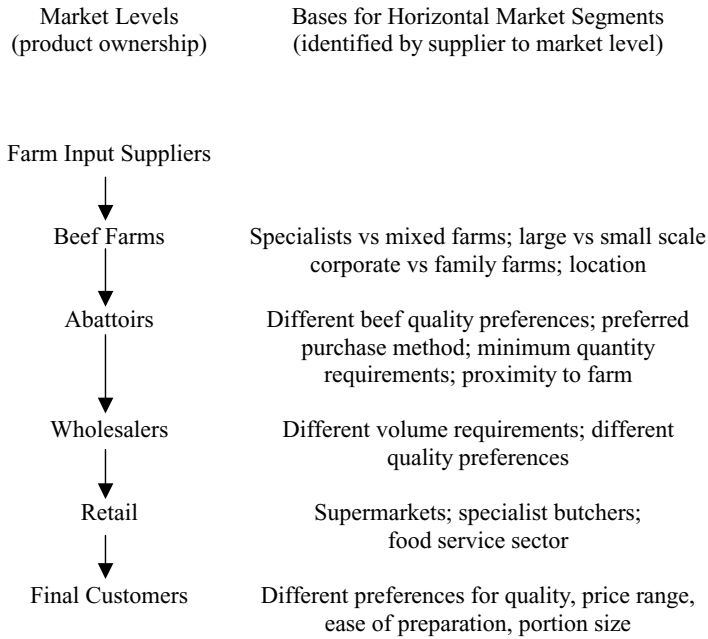 Market Levels
(product ownership)
Bases for Horizontal Market Segments
(identified by supplier to market level)
Farm Input Suppliers
Beef Farms
Specialists vs mixed farms; large vs small scale
corporate vs family farms; location
Abattoirs
Different beef quality preferences; preferred
purchase method; minimum quantity
requirements; proximity to farm
Wholesalers
Different volume requirements; different
quality preferences
Retail
Supermarkets; specialist butchers;
food service sector
Final Customers
Different preferences for quality, price range,
ease of preparation, portion size